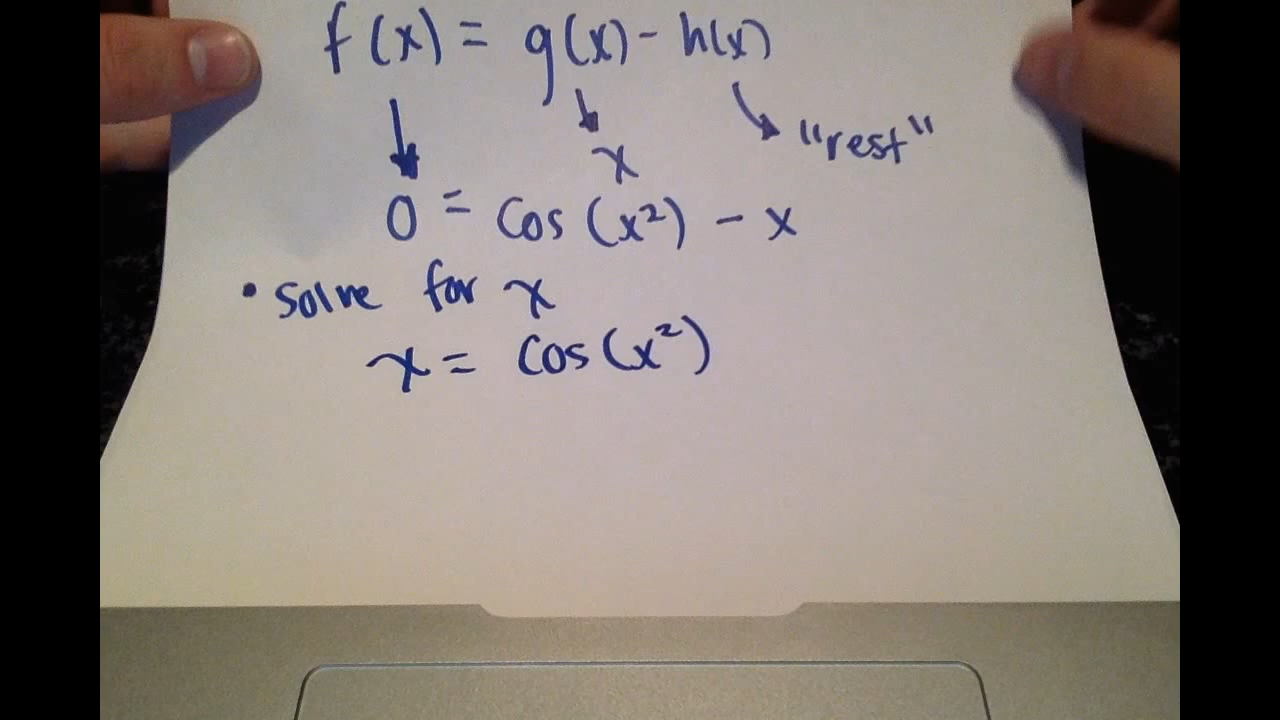 f(x) = g(x) - h(x)
x "rest"
0 = cos(x²) - x
• Solve for x
x = cos(x²)